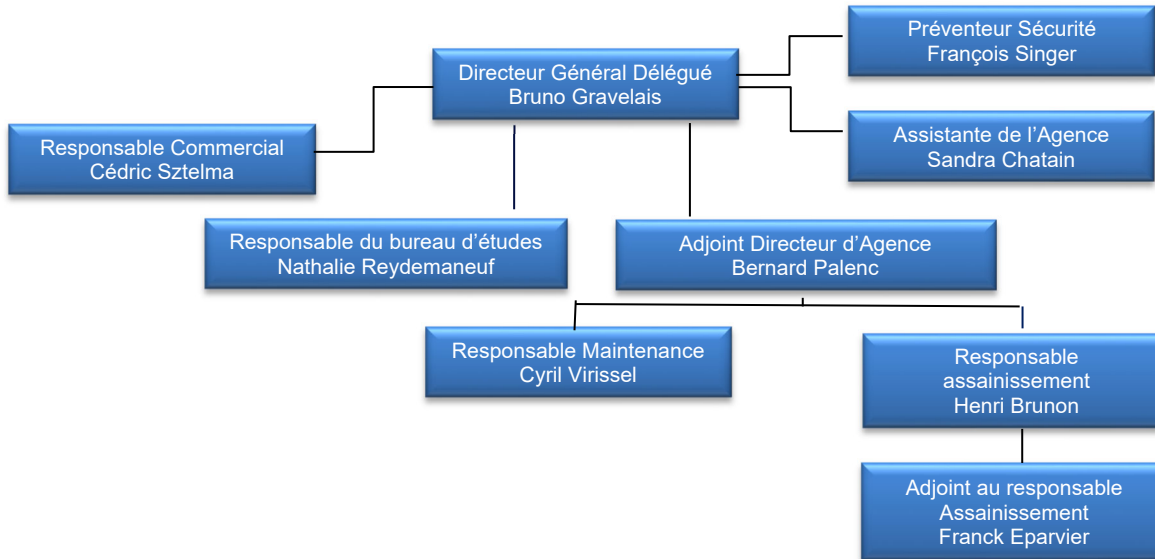 Préventeur Sécurité
François Singer
Directeur Général Délégué
Bruno Gravelais
Assistante de l’Agence
Sandra Chatain
Responsable Commercial
Cédric Sztelma
Responsable du bureau d’études
Nathalie Reydemaneuf
Adjoint Directeur d’Agence
Bernard Palenc
Responsable Maintenance
Cyril Virissel
Responsable
assainissement
Henri Brunon
Adjoint au responsable
Assainissement
Franck Eparvier